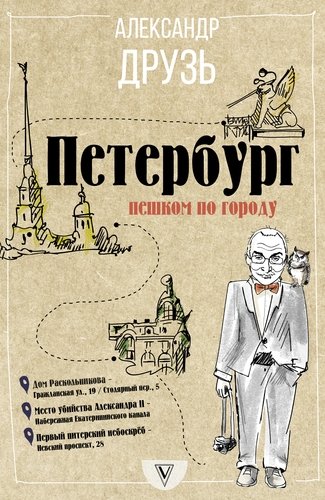 АЛЕКСАНДР
ДРУЗЬ
Петербург
пешком по городу
Дом Раскольникова -
Гражданская ул., 19 / Столярный пер., 5
Место убийства Александра II -
Набережная Екатерининского канала
Первый питерский небоскрёб -
Невский проспект, 28
V